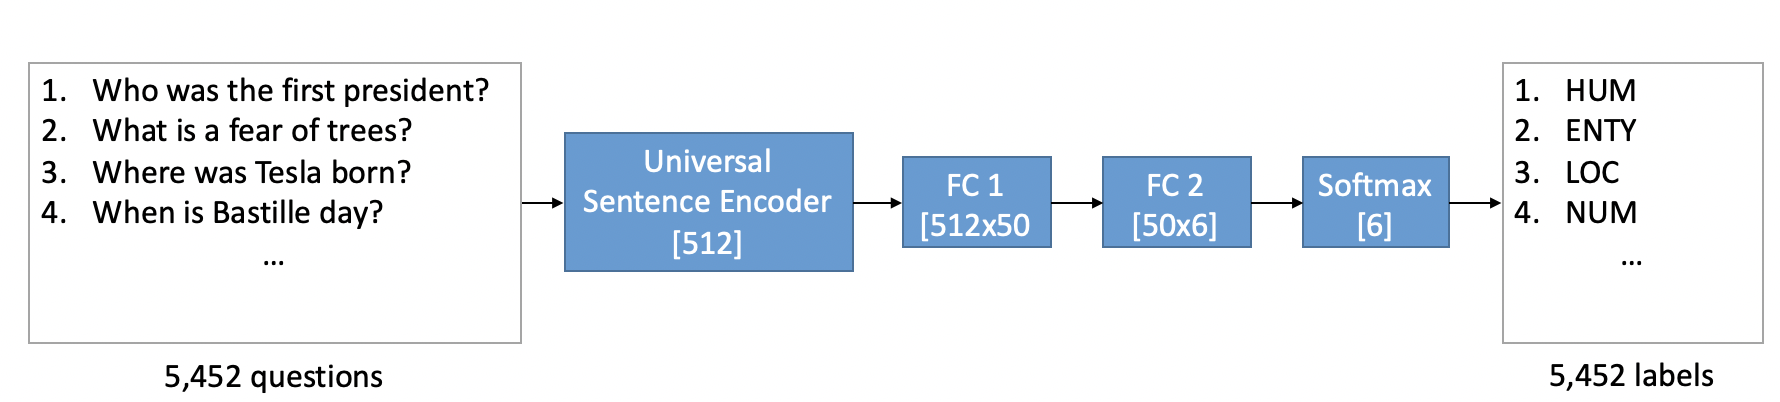 1. Who was the first president?
2. What is a fear of trees?
3. Where was Tesla born?
4. When is Bastille day?
...
5,452 questions
Universal
Sentence Encoder
[512]
FC 1
[512x50
FC 2
[50x6]
Softmax
[6]
1. HUM
2. ENTY
3. LOC
4. NUM
...
5,452 labels